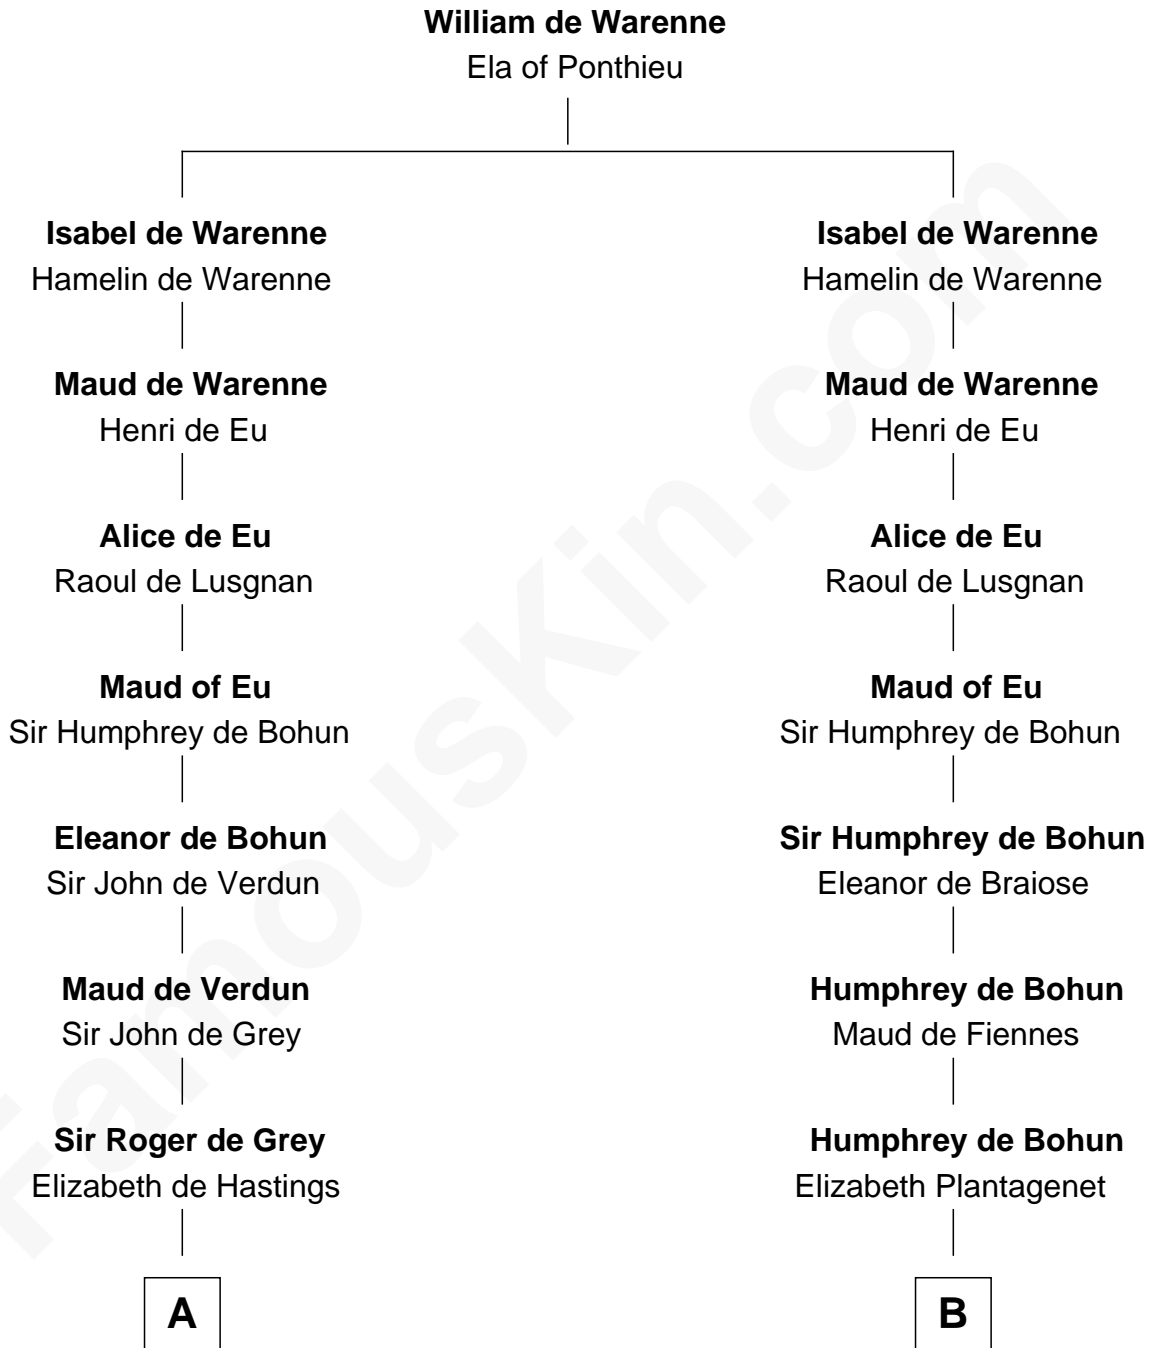 William de Warenne
Ela of Ponthieu
Isabel de Warenne
Hamelin de Warenne
Maud de Warenne
Henri de Eu
Alice de Eu
Raoul de Lusgnan
Maud of Eu
Sir Humphrey de Bohun
Eleanor de Bohun
Sir John de Verdun
Maud de Verdun
Sir John de Grey
Sir Roger de Grey
Elizabeth de Hastings
A
Isabel de Warenne
Hamelin de Warenne
Maud de Warenne
Henri de Eu
Alice de Eu
Raoul de Lusgnan
Maud of Eu
Sir Humphrey de Bohun
Sir Humphrey de Bohun
Eleanor de Braiose
Humphrey de Bohun
Maud de Fiennes
Humphrey de Bohun
Elizabeth Plantagenet
B
FamousKin.com